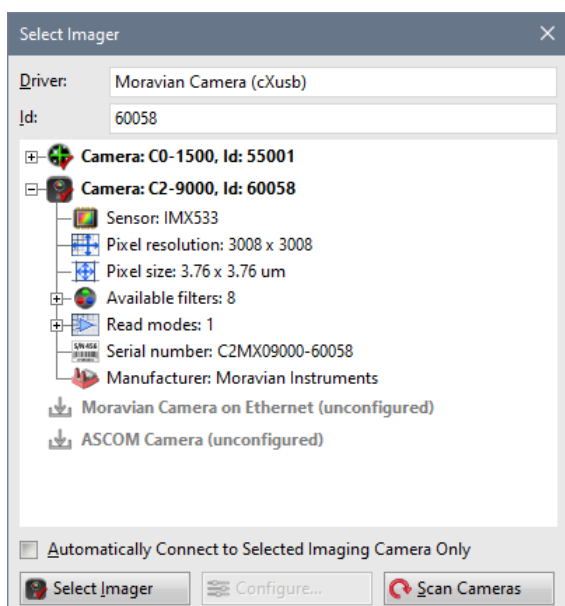 Select Imager
Driver: Moravian Camera (cXusb)
Id: 60058
Camera: C0-1500, Id: 55001
Camera: C2-9000, Id: 60058
Sensor: IMX533
Pixel resolution: 3008 x 3008
Pixel size: 3.76 x 3.76 um
Available filters: 8
Read modes: 1
S/N 456
Serial number: C2MX09000-60058
Manufacturer: Moravian Instruments
Moravian Camera on Ethernet (unconfigured)
ASCOM Camera (unconfigured)
Automatically Connect to Selected Imaging Camera Only
Select Imager Configure... Scan Cameras